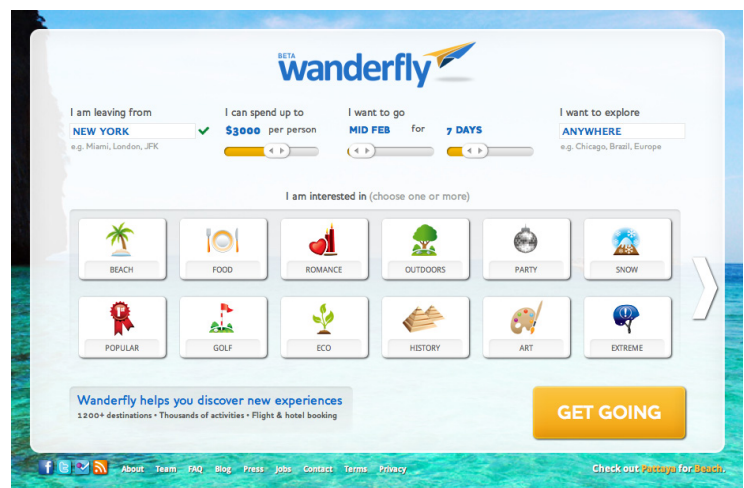 BETA
wanderfly
I am leaving from
I can spend up to
I want to go
I want to explore
NEW YORK
$3000 per person
MID FEB for 7 DAYS
ANYWHERE
e.g. Miami, London, JFK
e.g. Chicago, Brazil, Europe
I am interested in (choose one or more)
BEACH
FOOD
ROMANCE
OUTDOORS
PARTY
SNOW
POPULAR
GOLF
ECO
HISTORY
ART
EXTREME
Wanderfly helps you discover new experiences
1200+ destinations • Thousands of activities • Flight & hotel booking
GET GOING
About Team FAQ Blog Press Jobs Contact Terms Privacy
Check out Pattaya for Beach.